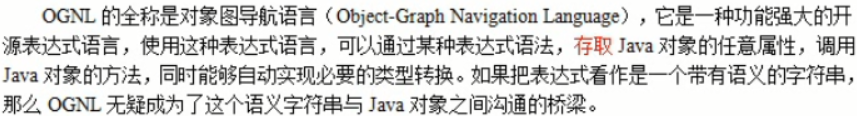 OGNL 的全称是对象图导航语言（Object-Graph Navigation Language），它是一种功能强大的开
源表达式语言，使用这种表达式语言，可以通过某种表达式语法，存取 Java 对象的任意属性，调用
Java 对象的方法，同时能够自动实现必要的类型转换。如果把表达式看作是一个带有语义的字符串，
那么 OGNL 无疑成为了这个语义字符串与 Java 对象之间沟通的桥梁。